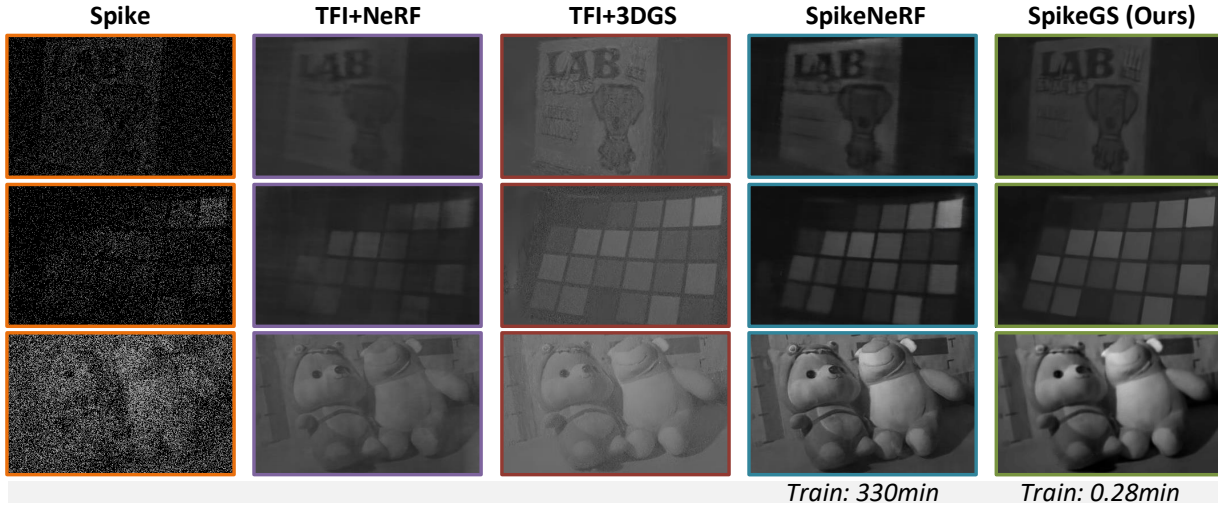 Spike TFI+NeRF TFI+3DGS SpikeNeRF SpikeGS (Ours)
LAB LAB LAB LAB
Train: 330min Train: 0.28min